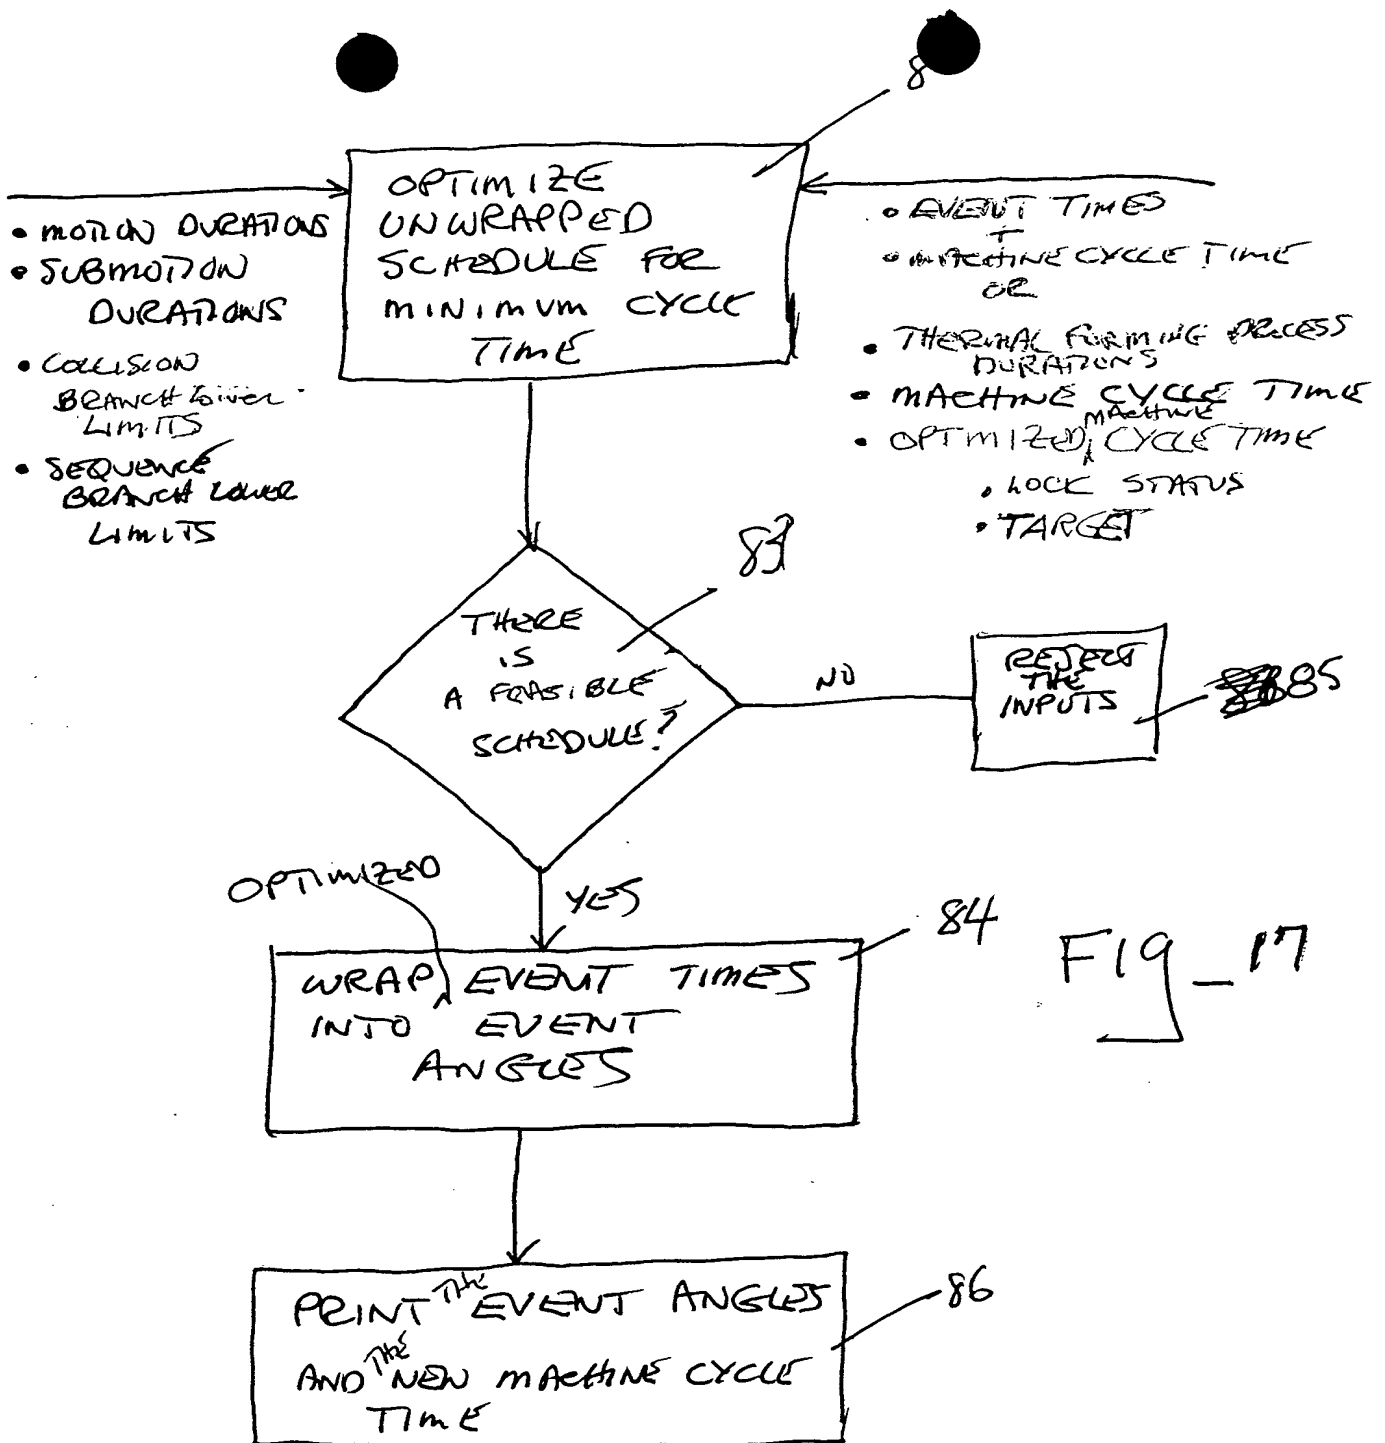 8
OPTIMIZE
UNWRAPPED
SCHEDULE FOR
MINIMUM CYCLE
TIME
• MOTION DURATIONS
• SUBMOTION
DURATIONS
• COLLISION
BRANCH LOWER
LIMITS
• SEQUENCE
BRANCH LOWER
LIMITS
• EVENT TIMES
+
• MACHINE CYCLE TIME
OR
• THERMAL FORMING PROCESS
DURATIONS
• MACHINE CYCLE TIME
• OPTIMIZED MACHINE CYCLE TIME
• LOCK STATUS
• TARGET
83
THERE
IS
A FEASIBLE
SCHEDULE?
NO
REJECT
THE
INPUTS
85
YES
OPTIMIZED
WRAP EVENT TIMES
INTO EVENT
ANGLES
84
FIG_17
PRINT THE EVENT ANGLES
AND THE NEW MACHINE CYCLE
TIME
86